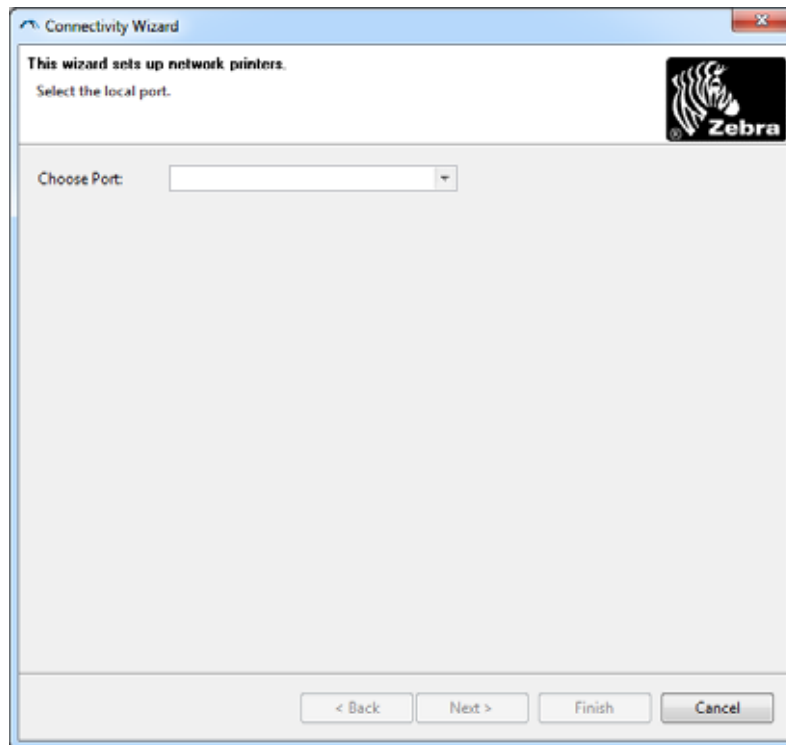 Connectivity Wizard
This wizard sets up network printers.
Select the local port.
® Zebra
Choose Port:
< Back Next > Finish Cancel